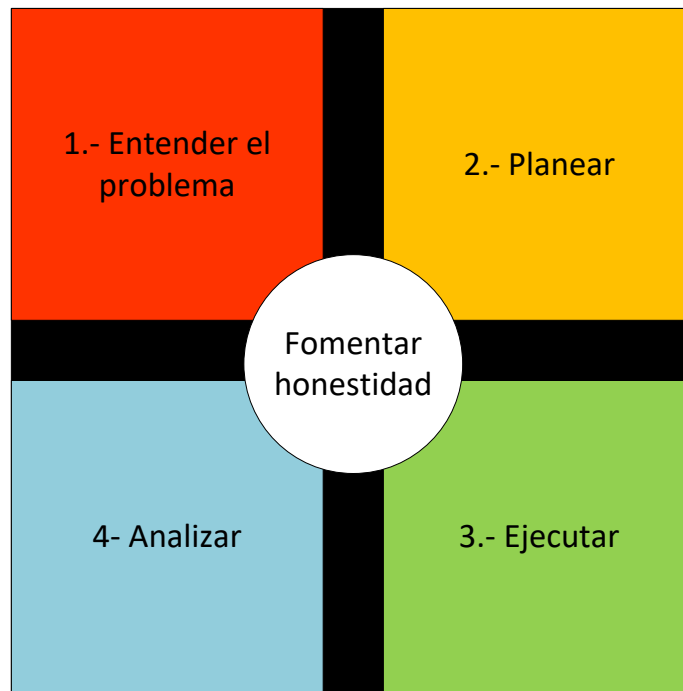 1.- Entender el
problema
2.- Planear
Fomentar
honestidad
4- Analizar
3.- Ejecutar